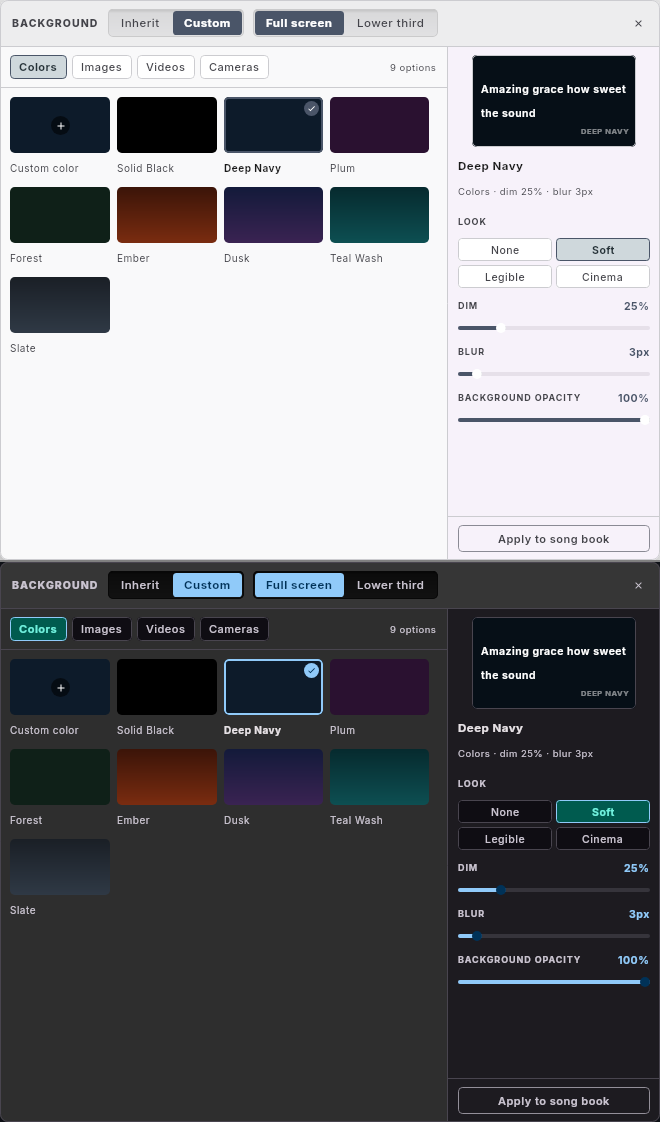 BACKGROUND Inherit Custom Full screen Lower third ×
Colors Images Videos Cameras 9 options
Custom color Solid Black Deep Navy Plum
Forest Ember Dusk Teal Wash
Slate
Amazing grace how sweet
the sound
DEEP NAVY
Deep Navy
Colors · dim 25% · blur 3px
LOOK
None Soft
Legible Cinema
DIM 25%
BLUR 3px
BACKGROUND OPACITY 100%
Apply to song book
BACKGROUND Inherit Custom Full screen Lower third ×
Colors Images Videos Cameras 9 options
Custom color Solid Black Deep Navy Plum
Forest Ember Dusk Teal Wash
Slate
Amazing grace how sweet
the sound
DEEP NAVY
Deep Navy
Colors · dim 25% · blur 3px
LOOK
None Soft
Legible Cinema
DIM 25%
BLUR 3px
BACKGROUND OPACITY 100%
Apply to song book